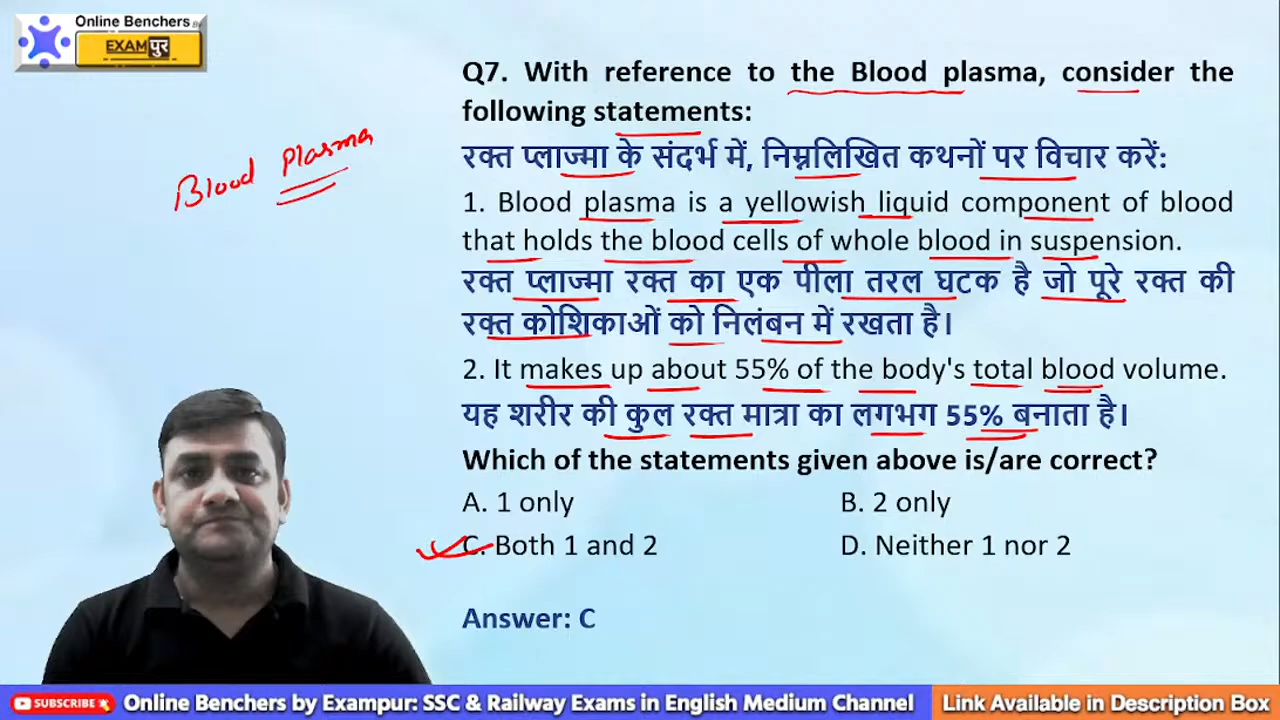 Online Benchers By
EXAMपुर
Blood Plasma
Q7. With reference to the Blood plasma, consider the
following statements:
रक्त प्लाज्मा के संदर्भ में, निम्नलिखित कथनों पर विचार करें:
1. Blood plasma is a yellowish liquid component of blood
that holds the blood cells of whole blood in suspension.
रक्त प्लाज्मा रक्त का एक पीला तरल घटक है जो पूरे रक्त की
रक्त कोशिकाओं को निलंबन में रखता है।
2. It makes up about 55% of the body's total blood volume.
यह शरीर की कुल रक्त मात्रा का लगभग 55% बनाता है।
Which of the statements given above is/are correct?
A. 1 only B. 2 only
C. Both 1 and 2 D. Neither 1 nor 2
Answer: C
SUBSCRIBE Online Benchers by Exampur: SSC & Railway Exams in English Medium Channel Link Available in Description Box